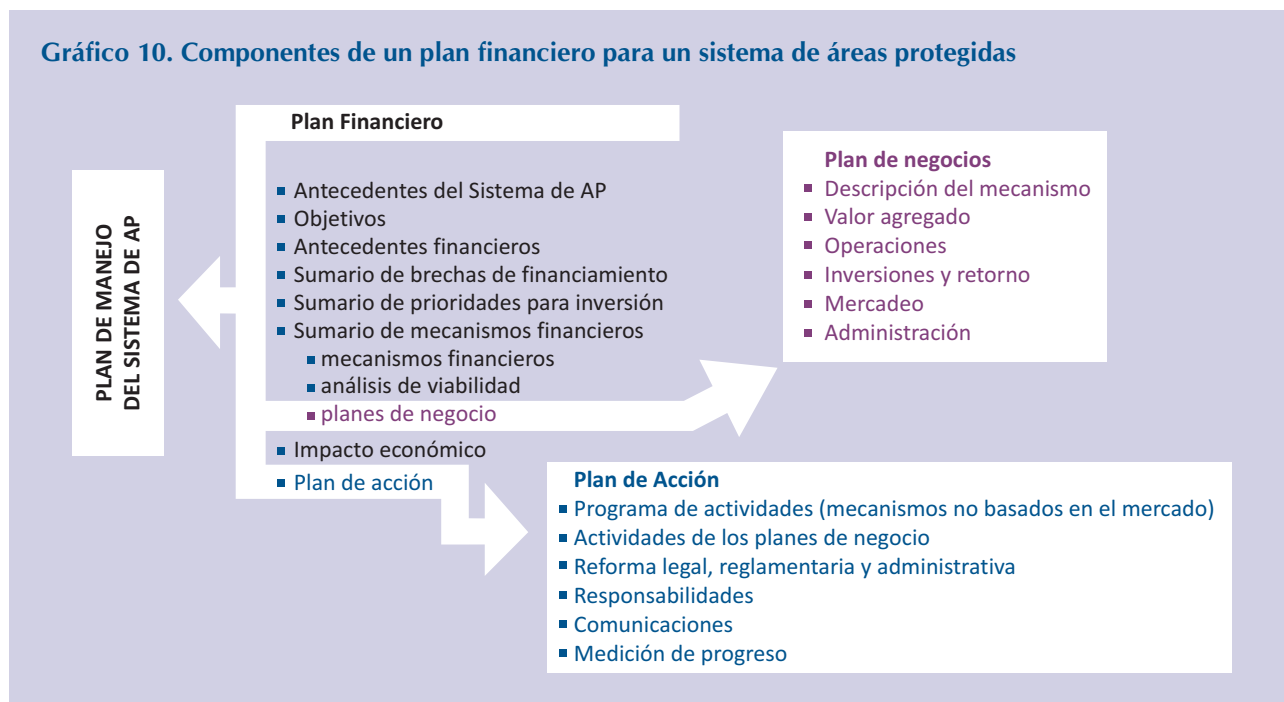 Gráfico 10. Componentes de un plan financiero para un sistema de áreas protegidas
PLAN DE MANEJO
DEL SISTEMA DE AP
Plan Financiero
Antecedentes del Sistema de AP
Objetivos
Antecedentes financieros
Sumario de brechas de financiamiento
Sumario de prioridades para inversión
Sumario de mecanismos financieros
mecanismos financieros
análisis de viabilidad
planes de negocio
Impacto económico
Plan de acción
Plan de negocios
Descripción del mecanismo
Valor agregado
Operaciones
Inversiones y retorno
Mercadeo
Administración
Plan de Acción
Programa de actividades (mecanismos no basados en el mercado)
Actividades de los planes de negocio
Reforma legal, reglamentaria y administrativa
Responsabilidades
Comunicaciones
Medición de progreso